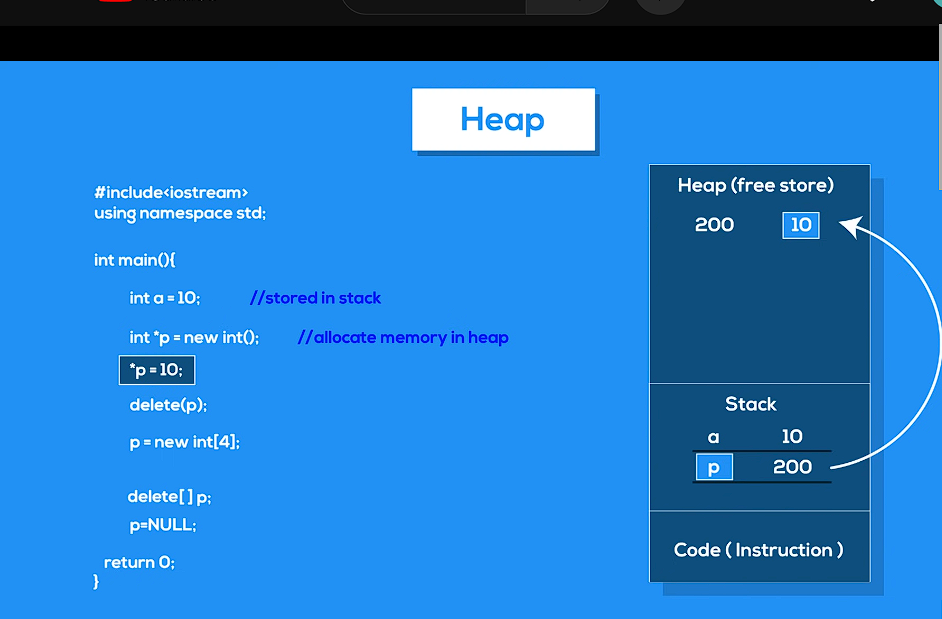 Heap
#include<iostream>
using namespace std;
int main(){
int a = 10; //stored in stack
int *p = new int(); //allocate memory in heap
*p = 10;
delete(p);
p = new int[4];
delete[ ] p;
p=NULL;
return 0;
}
Heap (free store)
200 10
Stack
a 10
p 200
Code ( Instruction )